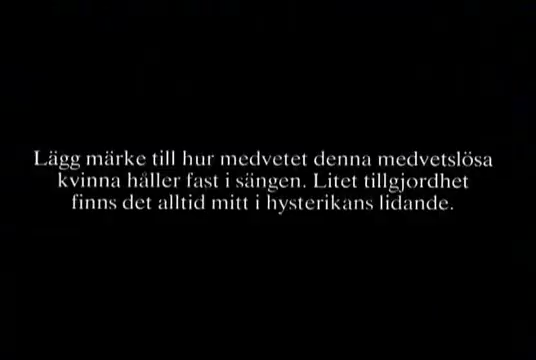 Lägg märke till hur medvetet denna medvetslösa
kvinna håller fast i sängen. Litet tillgjordhet
finns det alltid mitt i hysterikans lidande.